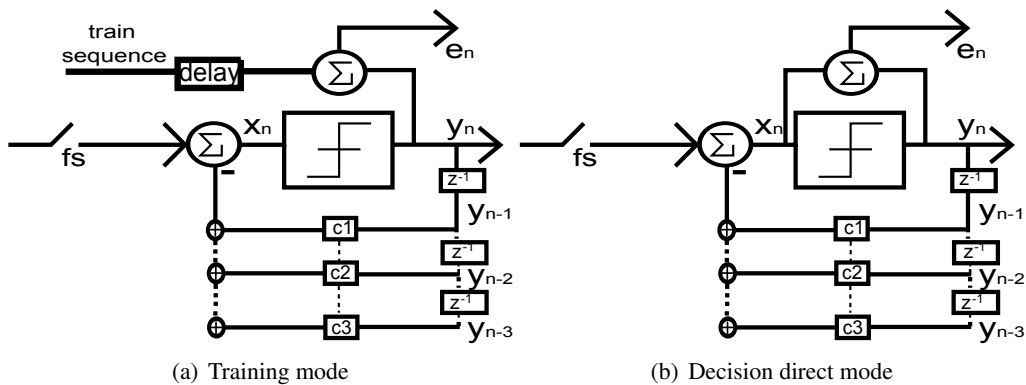 train
sequence
delay
Σ
eₙ
fs
Σ
xₙ
yₙ
-
z⁻¹
yₙ₋₁
c1
z⁻¹
c2
yₙ₋₂
z⁻¹
c3
yₙ₋₃
(a) Training mode
Σ
eₙ
fs
Σ
xₙ
yₙ
-
z⁻¹
yₙ₋₁
c1
z⁻¹
c2
yₙ₋₂
z⁻¹
c3
yₙ₋₃
(b) Decision direct mode